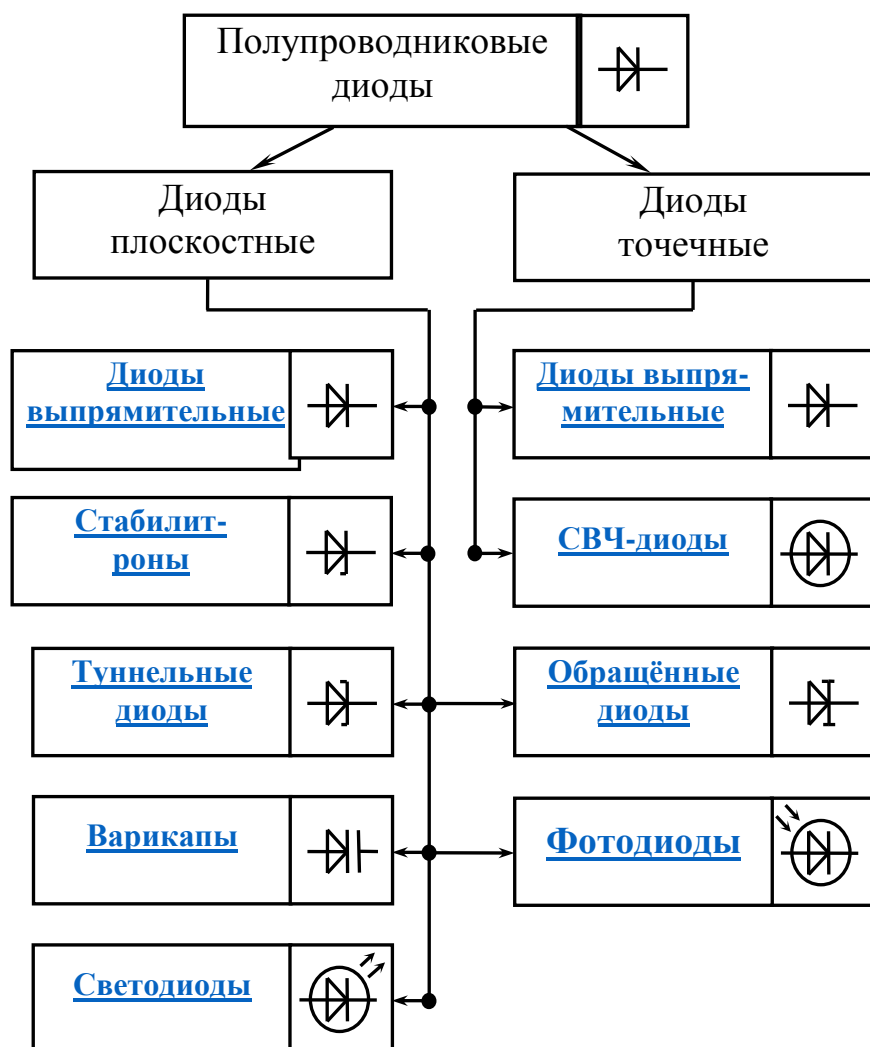 Полупроводниковые
диоды
Диоды
плоскостные
Диоды
точечные
Диоды
выпрямительные
Диоды выпря-
мительные
Стабилит-
роны
СВЧ-диоды
Туннельные
диоды
Обращённые
диоды
Варикапы
Фотодиоды
Светодиоды